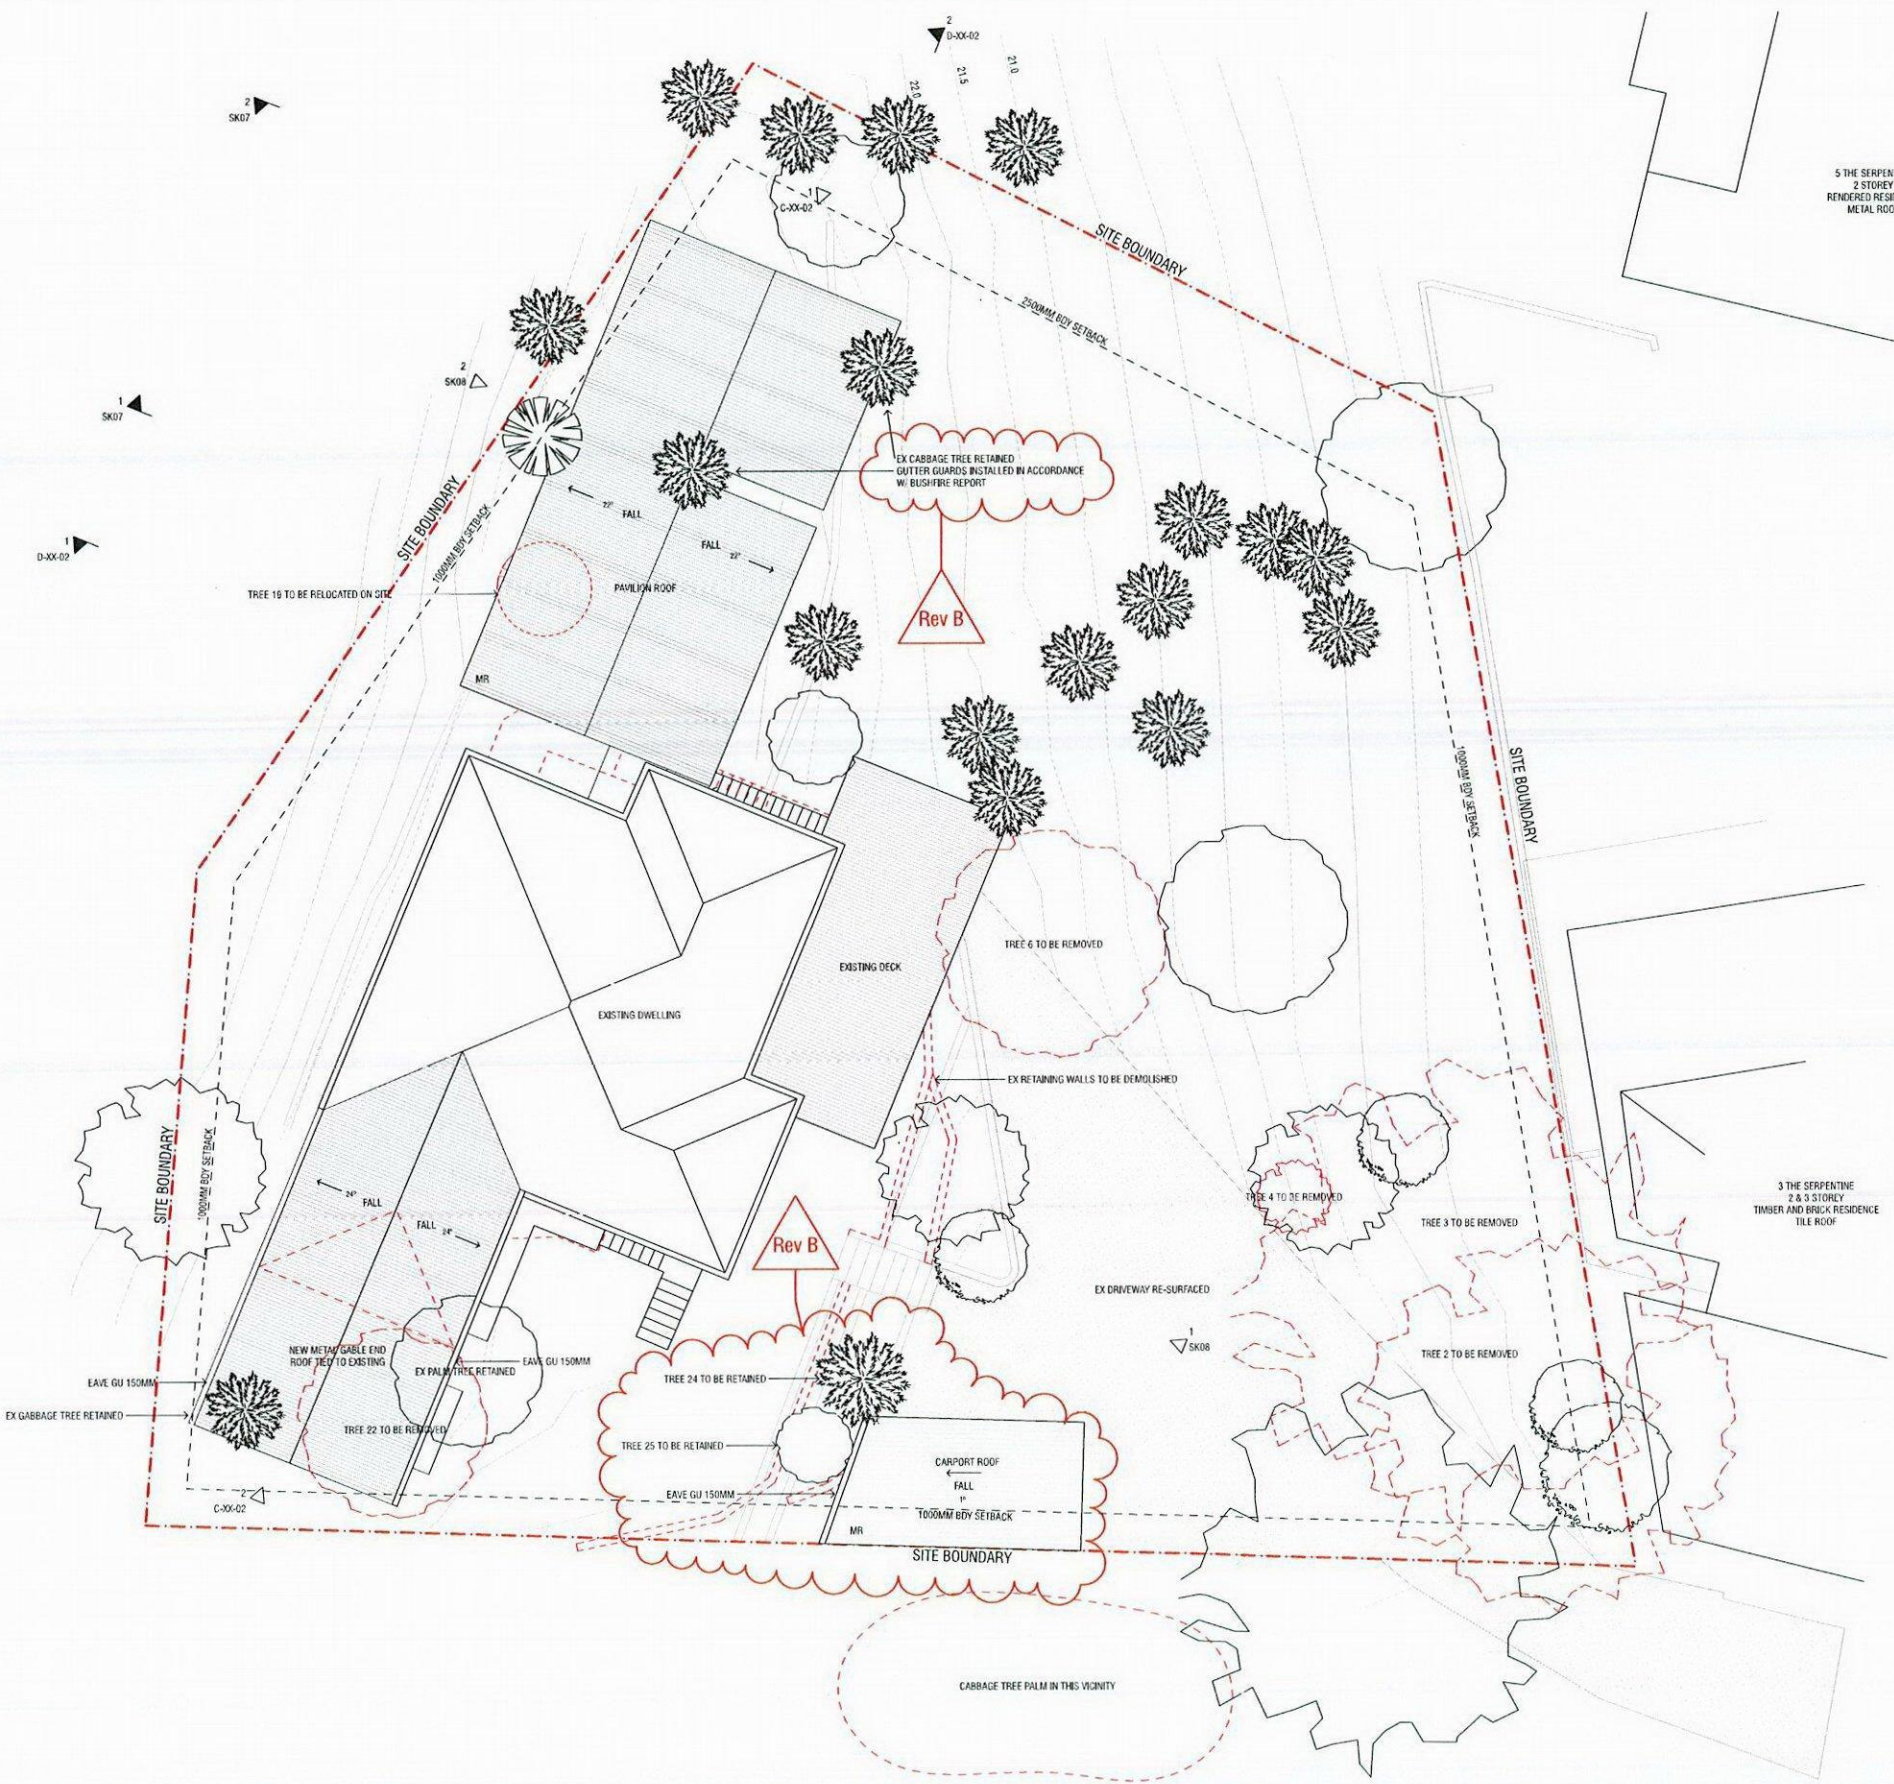 2
D-XX-02
22.0
21.5
21.0
2
SK07
1
C-XX-02
5 THE SERPEN
2 STOREY
RENDERED RESI
METAL ROO
SITE BOUNDARY
2500MM BDY SETBACK
2
SK08
1
SK07
EX CABBAGE TREE RETAINED
GUTTER GUARDS INSTALLED IN ACCORDANCE
W/ BUSHFIRE REPORT
SITE BOUNDARY
1000MM BDY SETBACK
22°
FALL
FALL
22°
1
D-XX-02
TREE 19 TO BE RELOCATED ON SITE
PAVILION ROOF
Rev B
MR
1000MM BDY SETBACK
SITE BOUNDARY
TREE 6 TO BE REMOVED
EXISTING DECK
EXISTING DWELLING
EX RETAINING WALLS TO BE DEMOLISHED
SITE BOUNDARY
1000MM BDY SETBACK
24°
FALL
FALL
24°
Rev B
TREE 4 TO BE REMOVED
TREE 3 TO BE REMOVED
3 THE SERPENTINE
2 & 3 STOREY
TIMBER AND BRICK RESIDENCE
TILE ROOF
EX DRIVEWAY RE-SURFACED
1
SK08
NEW METAL GABLE END
ROOF TIED TO EXISTING
EAVE GU 150MM
EX PALM TREE RETAINED
TREE 2 TO BE REMOVED
EAVE GU 150MM
TREE 24 TO BE RETAINED
EX GABBAGE TREE RETAINED
TREE 22 TO BE REMOVED
TREE 25 TO BE RETAINED
CARPORT ROOF
FALL
1°
EAVE GU 150MM
1000MM BDY SETBACK
MR
2
C-XX-02
SITE BOUNDARY
CABBAGE TREE PALM IN THIS VICINITY